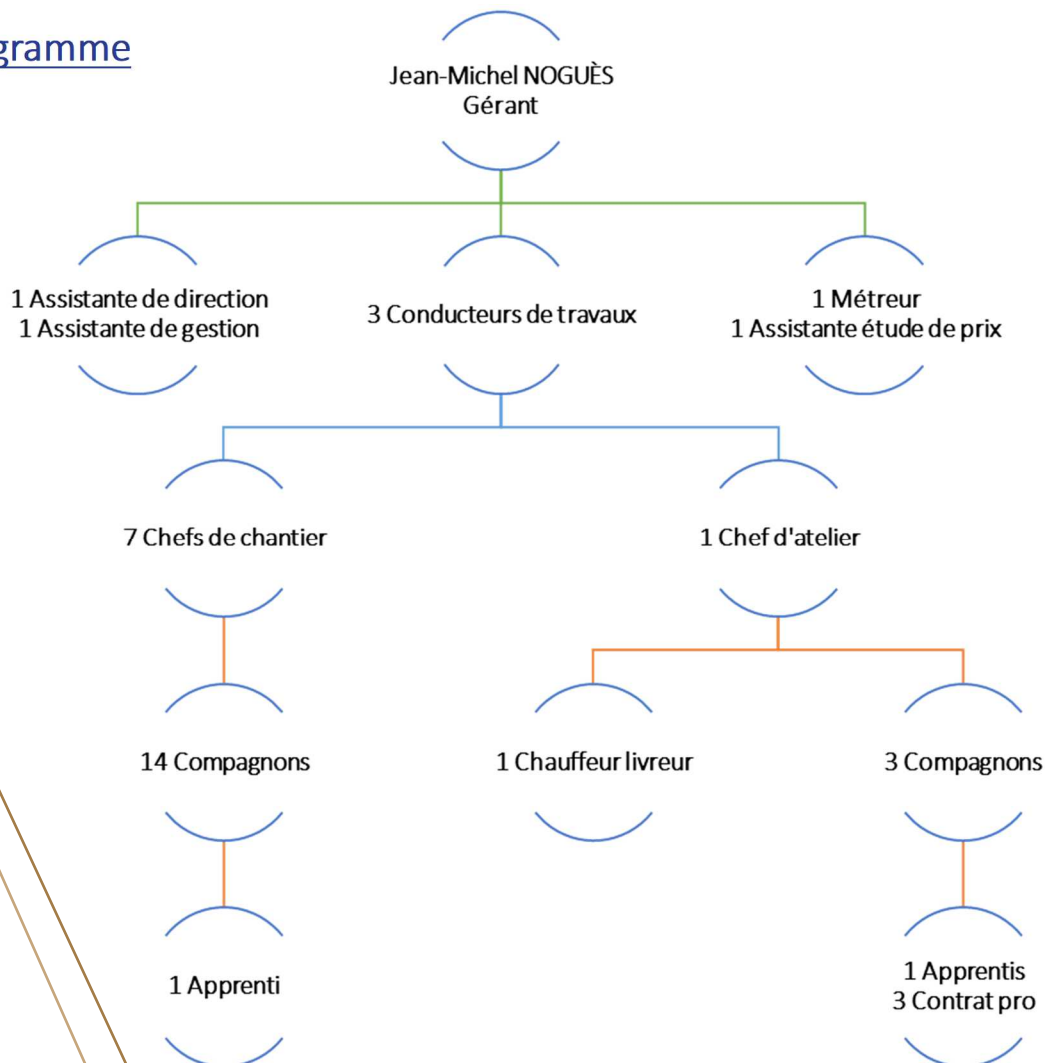 gramme
Jean-Michel NOGUÈS
Gérant
1 Assistante de direction
1 Assistante de gestion
3 Conducteurs de travaux
1 Métreur
1 Assistante étude de prix
7 Chefs de chantier
1 Chef d'atelier
14 Compagnons
1 Chauffeur livreur
3 Compagnons
1 Apprenti
1 Apprentis
3 Contrat pro